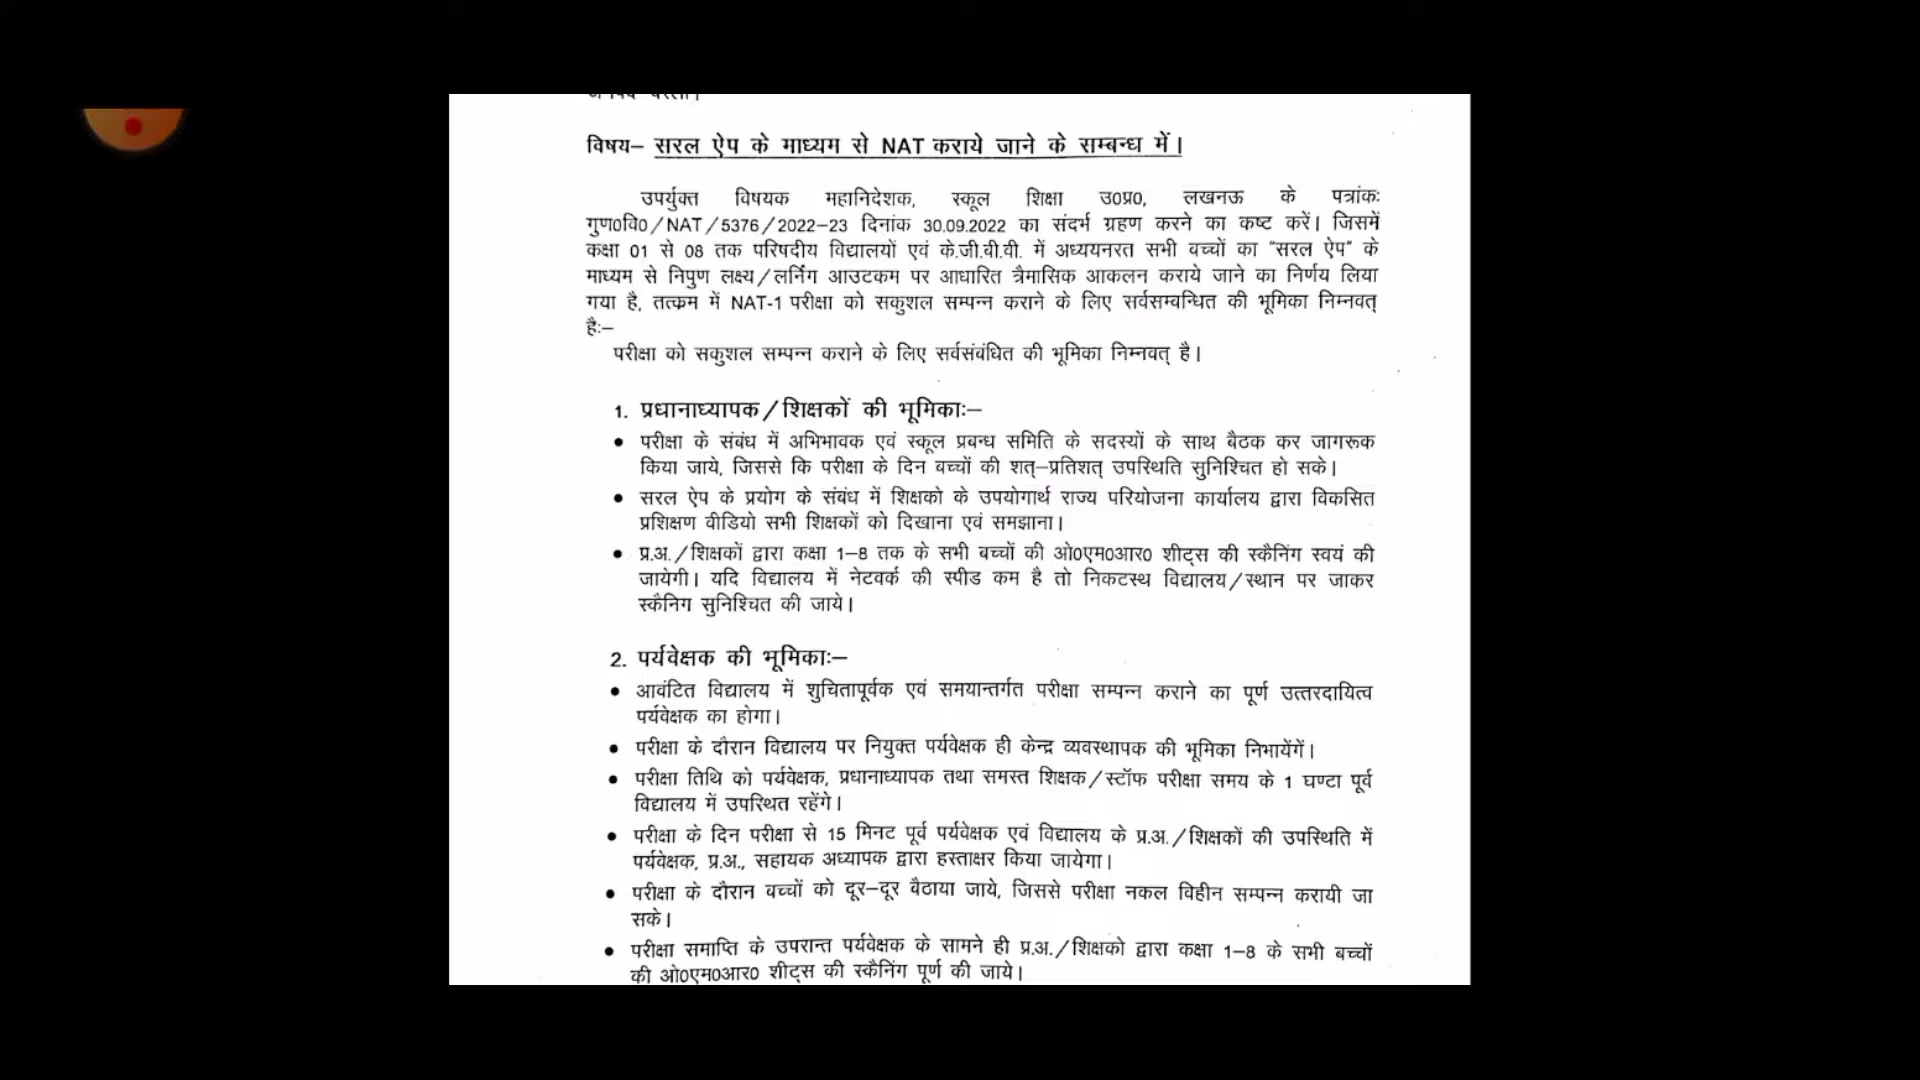 विषय– सरल ऐप के माध्यम से NAT कराये जाने के सम्बन्ध में।
उपर्युक्त विषयक महानिदेशक, स्कूल शिक्षा उ0प्र0, लखनऊ के पत्रांकः
गुण0वि0/NAT/5376/2022–23 दिनांक 30.09.2022 का संदर्भ ग्रहण करने का कष्ट करें। जिसमें
कक्षा 01 से 08 तक परिषदीय विद्यालयों एवं के.जी.बी.वी. में अध्ययनरत सभी बच्चों का "सरल ऐप" के
माध्यम से निपुण लक्ष्य/लर्निंग आउटकम पर आधारित त्रैमासिक आकलन कराये जाने का निर्णय लिया
गया है, तत्क्रम में NAT-1 परीक्षा को सकुशल सम्पन्न कराने के लिए सर्वसम्बन्धित की भूमिका निम्नवत्
हैः–
परीक्षा को सकुशल सम्पन्न कराने के लिए सर्वसंबंधित की भूमिका निम्नवत् है।
1. प्रधानाध्यापक/शिक्षकों की भूमिकाः–
• परीक्षा के संबंध में अभिभावक एवं स्कूल प्रबन्ध समिति के सदस्यों के साथ बैठक कर जागरूक
किया जाये, जिससे कि परीक्षा के दिन बच्चों की शत्–प्रतिशत् उपस्थिति सुनिश्चित हो सके।
• सरल ऐप के प्रयोग के संबंध में शिक्षको के उपयोगार्थ राज्य परियोजना कार्यालय द्वारा विकसित
प्रशिक्षण वीडियो सभी शिक्षकों को दिखाना एवं समझाना।
• प्र.अ./शिक्षकों द्वारा कक्षा 1–8 तक के सभी बच्चों की ओ0एम0आर0 शीट्स की स्कैनिंग स्वयं की
जायेगी। यदि विद्यालय में नेटवर्क की स्पीड कम है तो निकटस्थ विद्यालय/स्थान पर जाकर
स्कैनिग सुनिश्चित की जाये।
2. पर्यवेक्षक की भूमिकाः–
• आवंटित विद्यालय में शुचितापूर्वक एवं समयान्तर्गत परीक्षा सम्पन्न कराने का पूर्ण उत्तरदायित्व
पर्यवेक्षक का होगा।
• परीक्षा के दौरान विद्यालय पर नियुक्त पर्यवेक्षक ही केन्द्र व्यवस्थापक की भूमिका निभायेंगें।
• परीक्षा तिथि को पर्यवेक्षक, प्रधानाध्यापक तथा समस्त शिक्षक/स्टॉफ परीक्षा समय के 1 घण्टा पूर्व
विद्यालय में उपस्थित रहेंगे।
• परीक्षा के दिन परीक्षा से 15 मिनट पूर्व पर्यवेक्षक एवं विद्यालय के प्र.अ./शिक्षकों की उपस्थिति में
पर्यवेक्षक, प्र.अ., सहायक अध्यापक द्वारा हस्ताक्षर किया जायेगा।
• परीक्षा के दौरान बच्चों को दूर–दूर बैठाया जाये, जिससे परीक्षा नकल विहीन सम्पन्न करायी जा
सके।
• परीक्षा समाप्ति के उपरान्त पर्यवेक्षक के सामने ही प्र.अ./शिक्षको द्वारा कक्षा 1–8 के सभी बच्चों
की ओ0एम0आर0 शीट्स की स्कैनिंग पूर्ण की जाये।